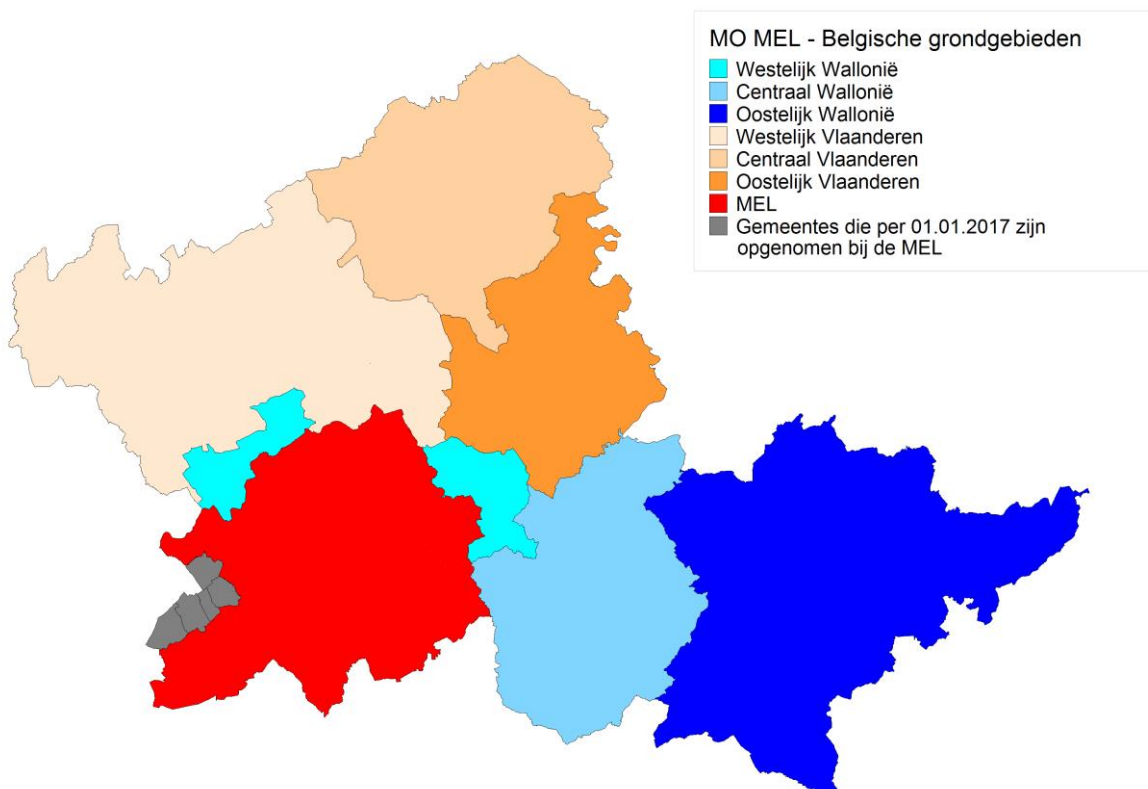 MO MEL - Belgische grondgebieden
Westelijk Wallonië
Centraal Wallonië
Oostelijk Wallonië
Westelijk Vlaanderen
Centraal Vlaanderen
Oostelijk Vlaanderen
MEL
Gemeentes die per 01.01.2017 zijn
opgenomen bij de MEL